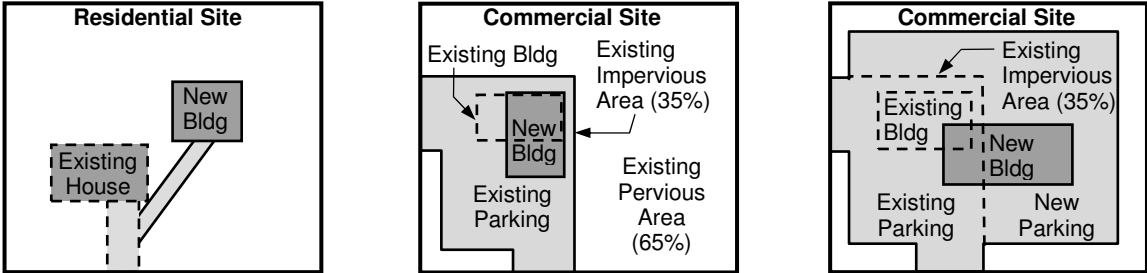 Residential Site
New
Bldg
Existing
House
Commercial Site
Existing Bldg
Existing
Impervious
Area (35%)
New
Bldg
Existing
Parking
Existing
Pervious
Area
(65%)
Commercial Site
Existing
Impervious
Area (35%)
Existing
Bldg
New
Bldg
Existing
Parking
New
Parking